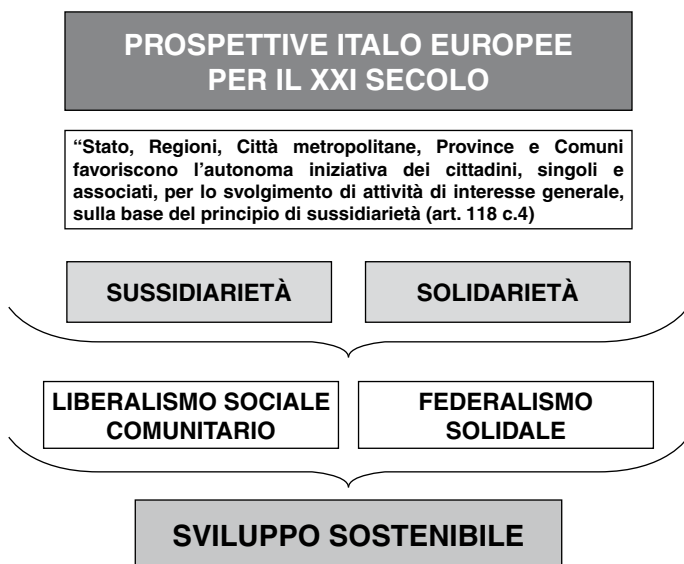 PROSPETTIVE ITALO EUROPEE
PER IL XXI SECOLO
“Stato, Regioni, Città metropolitane, Province e Comuni
favoriscono l’autonoma iniziativa dei cittadini, singoli e
associati, per lo svolgimento di attività di interesse generale,
sulla base del principio di sussidiarietà (art. 118 c.4)
SUSSIDIARIETÀ
SOLIDARIETÀ
LIBERALISMO SOCIALE
COMUNITARIO
FEDERALISMO
SOLIDALE
SVILUPPO SOSTENIBILE